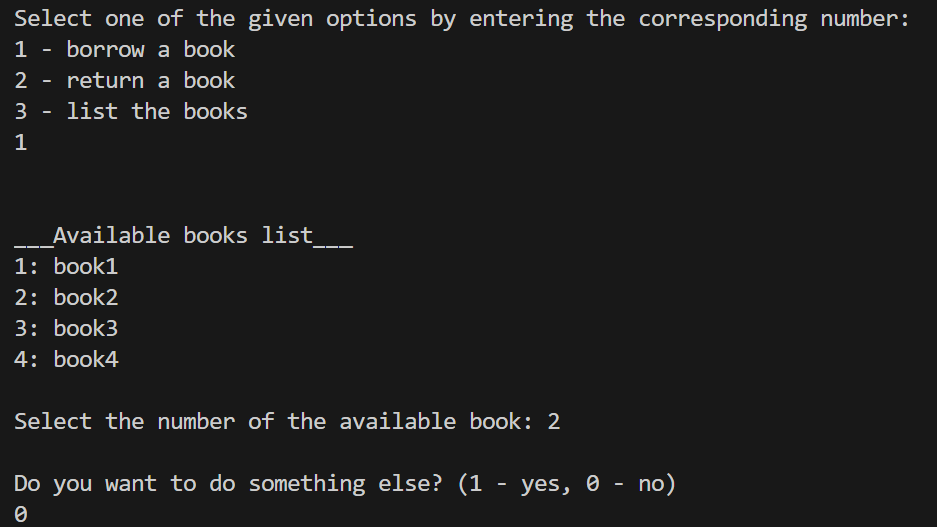 Select one of the given options by entering the corresponding number:
1 - borrow a book
2 - return a book
3 - list the books
1
___Available books list___
1: book1
2: book2
3: book3
4: book4
Select the number of the available book: 2
Do you want to do something else? (1 - yes, 0 - no)
0